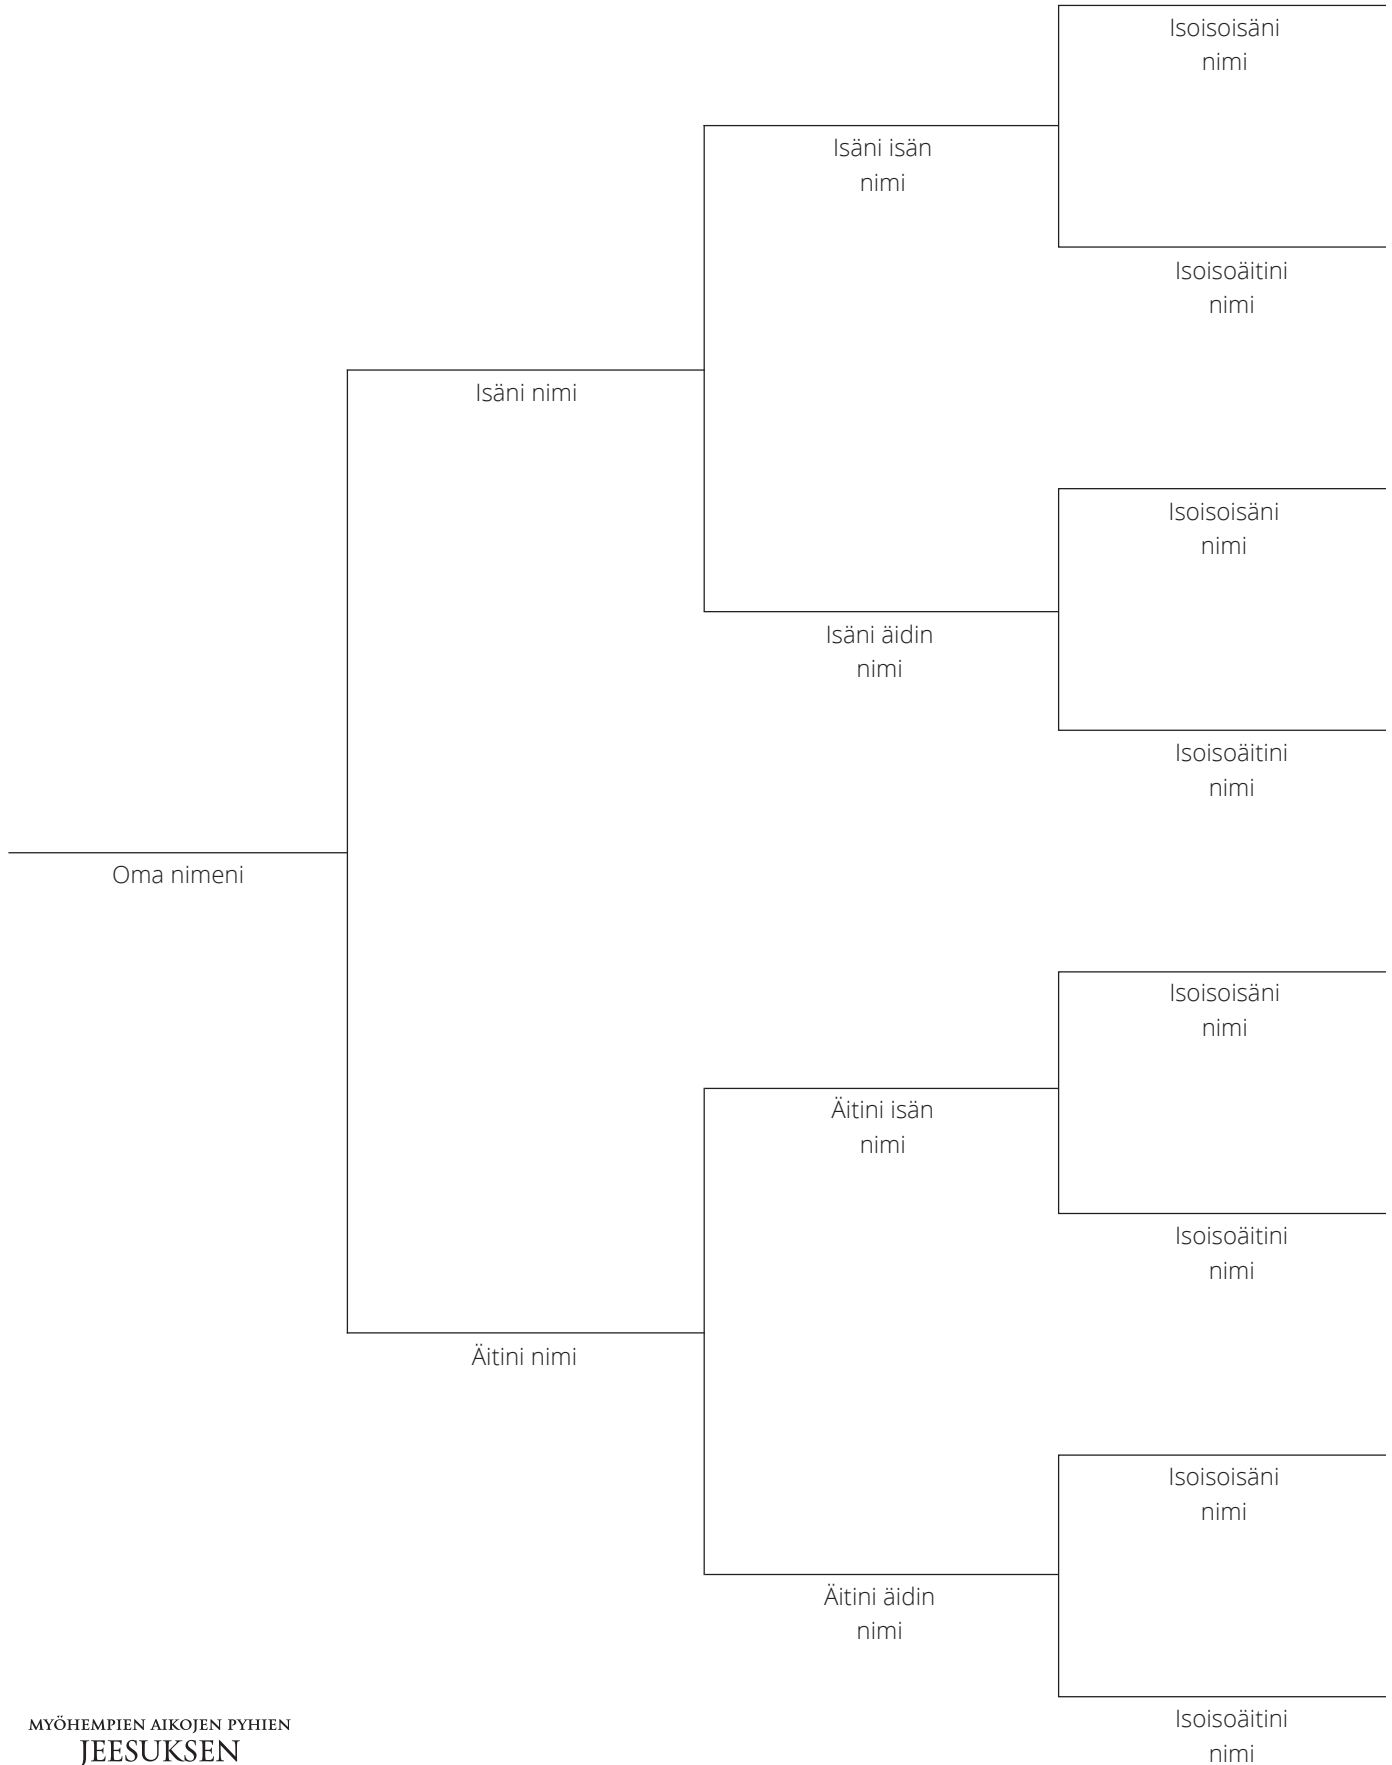 Isoisoisäni
nimi
Isäni isän
nimi
Isoisoäitini
nimi
Isäni nimi
Isoisoisäni
nimi
Isäni äidin
nimi
Isoisoäitini
nimi
Oma nimeni
Isoisoisäni
nimi
Äitini isän
nimi
Isoisoäitini
nimi
Äitini nimi
Isoisoisäni
nimi
Äitini äidin
nimi
Isoisoäitini
nimi
MYÖHEMPIEN AIKOJEN PYHIEN
JEESUKSEN